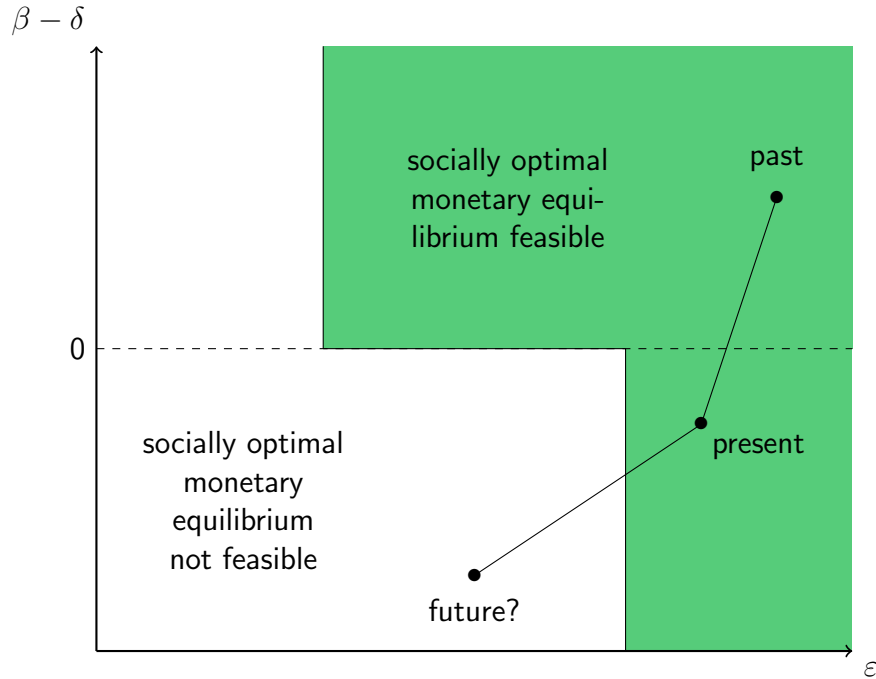 β − δ
socially optimal
monetary equi-
librium feasible
past
0
socially optimal
monetary
equilibrium
not feasible
present
future?
ε